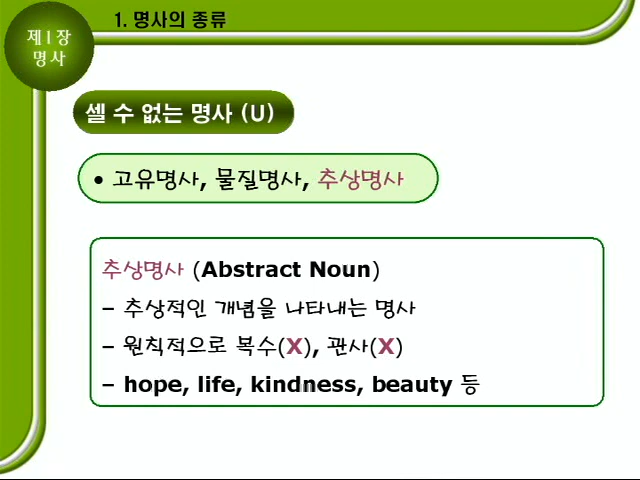 제1장
명사
1. 명사의 종류
셀 수 없는 명사 (U)
• 고유명사, 물질명사, 추상명사
추상명사 (Abstract Noun)
– 추상적인 개념을 나타내는 명사
– 원칙적으로 복수(X), 관사(X)
– hope, life, kindness, beauty 등